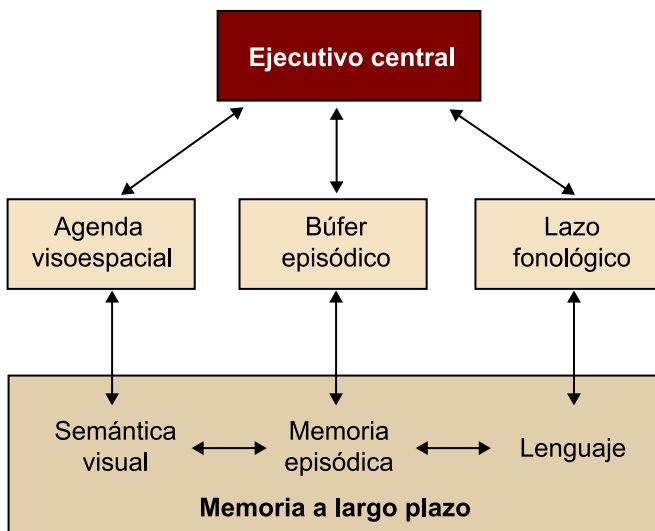 Ejecutivo central
Agenda
visoespacial
Búfer
episódico
Lazo
fonológico
Semántica
visual
Memoria
episódica
Lenguaje
Memoria a largo plazo